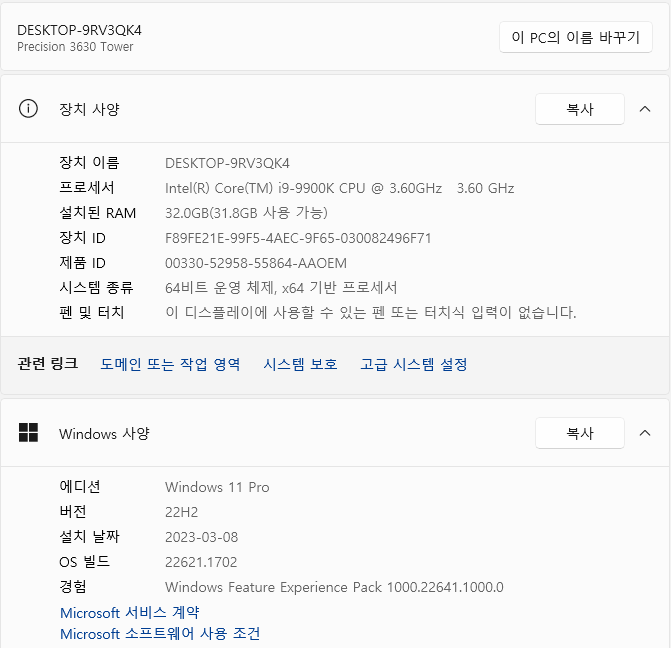 DESKTOP-9RV3QK4
Precision 3630 Tower
이 PC의 이름 바꾸기
장치 사양
복사
장치 이름 DESKTOP-9RV3QK4
프로세서 Intel(R) Core(TM) i9-9900K CPU @ 3.60GHz 3.60 GHz
설치된 RAM 32.0GB(31.8GB 사용 가능)
장치 ID F89FE21E-99F5-4AEC-9F65-030082496F71
제품 ID 00330-52958-55864-AAOEM
시스템 종류 64비트 운영 체제, x64 기반 프로세서
펜 및 터치 이 디스플레이에 사용할 수 있는 펜 또는 터치식 입력이 없습니다.
관련 링크 도메인 또는 작업 영역 시스템 보호 고급 시스템 설정
Windows 사양
복사
에디션 Windows 11 Pro
버전 22H2
설치 날짜 2023-03-08
OS 빌드 22621.1702
경험 Windows Feature Experience Pack 1000.22641.1000.0
Microsoft 서비스 계약
Microsoft 소프트웨어 사용 조건